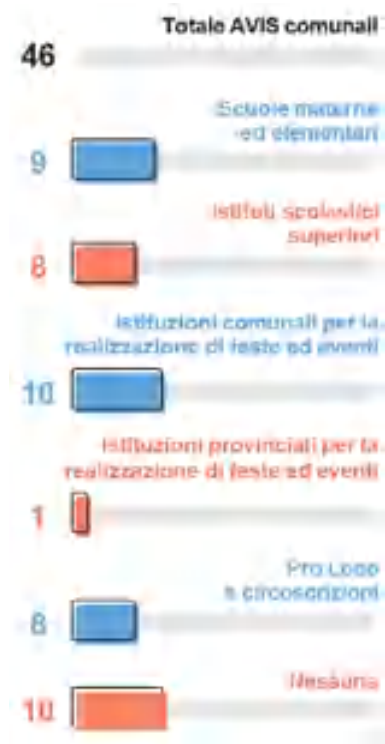 Totale AVIS comunali
46
Scuole materne
ed elementari
9
Istituti scolastici
superiori
8
Istituzioni comunali per la
realizzazione di feste ed eventi
10
Istituzioni provinciali per la
realizzazione di feste ed eventi
1
Pro Loco
e circoscrizioni
8
Nessuna
10